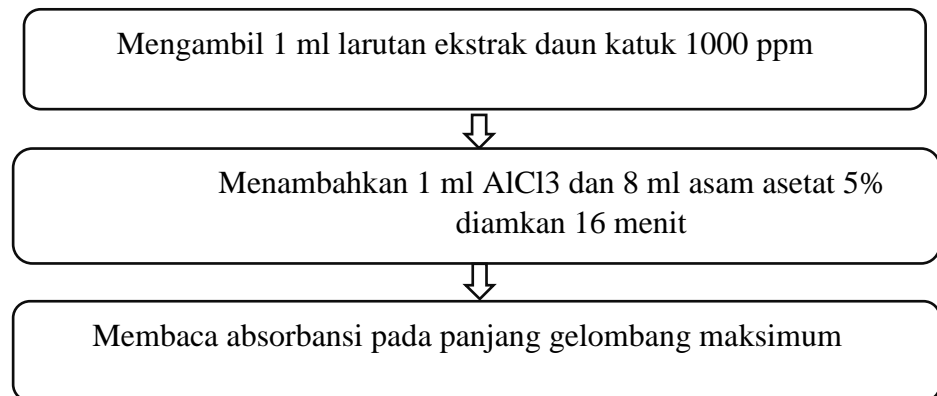 Mengambil 1 ml larutan ekstrak daun katuk 1000 ppm
Menambahkan 1 ml AlCl3 dan 8 ml asam asetat 5%
diamkan 16 menit
Membaca absorbansi pada panjang gelombang maksimum